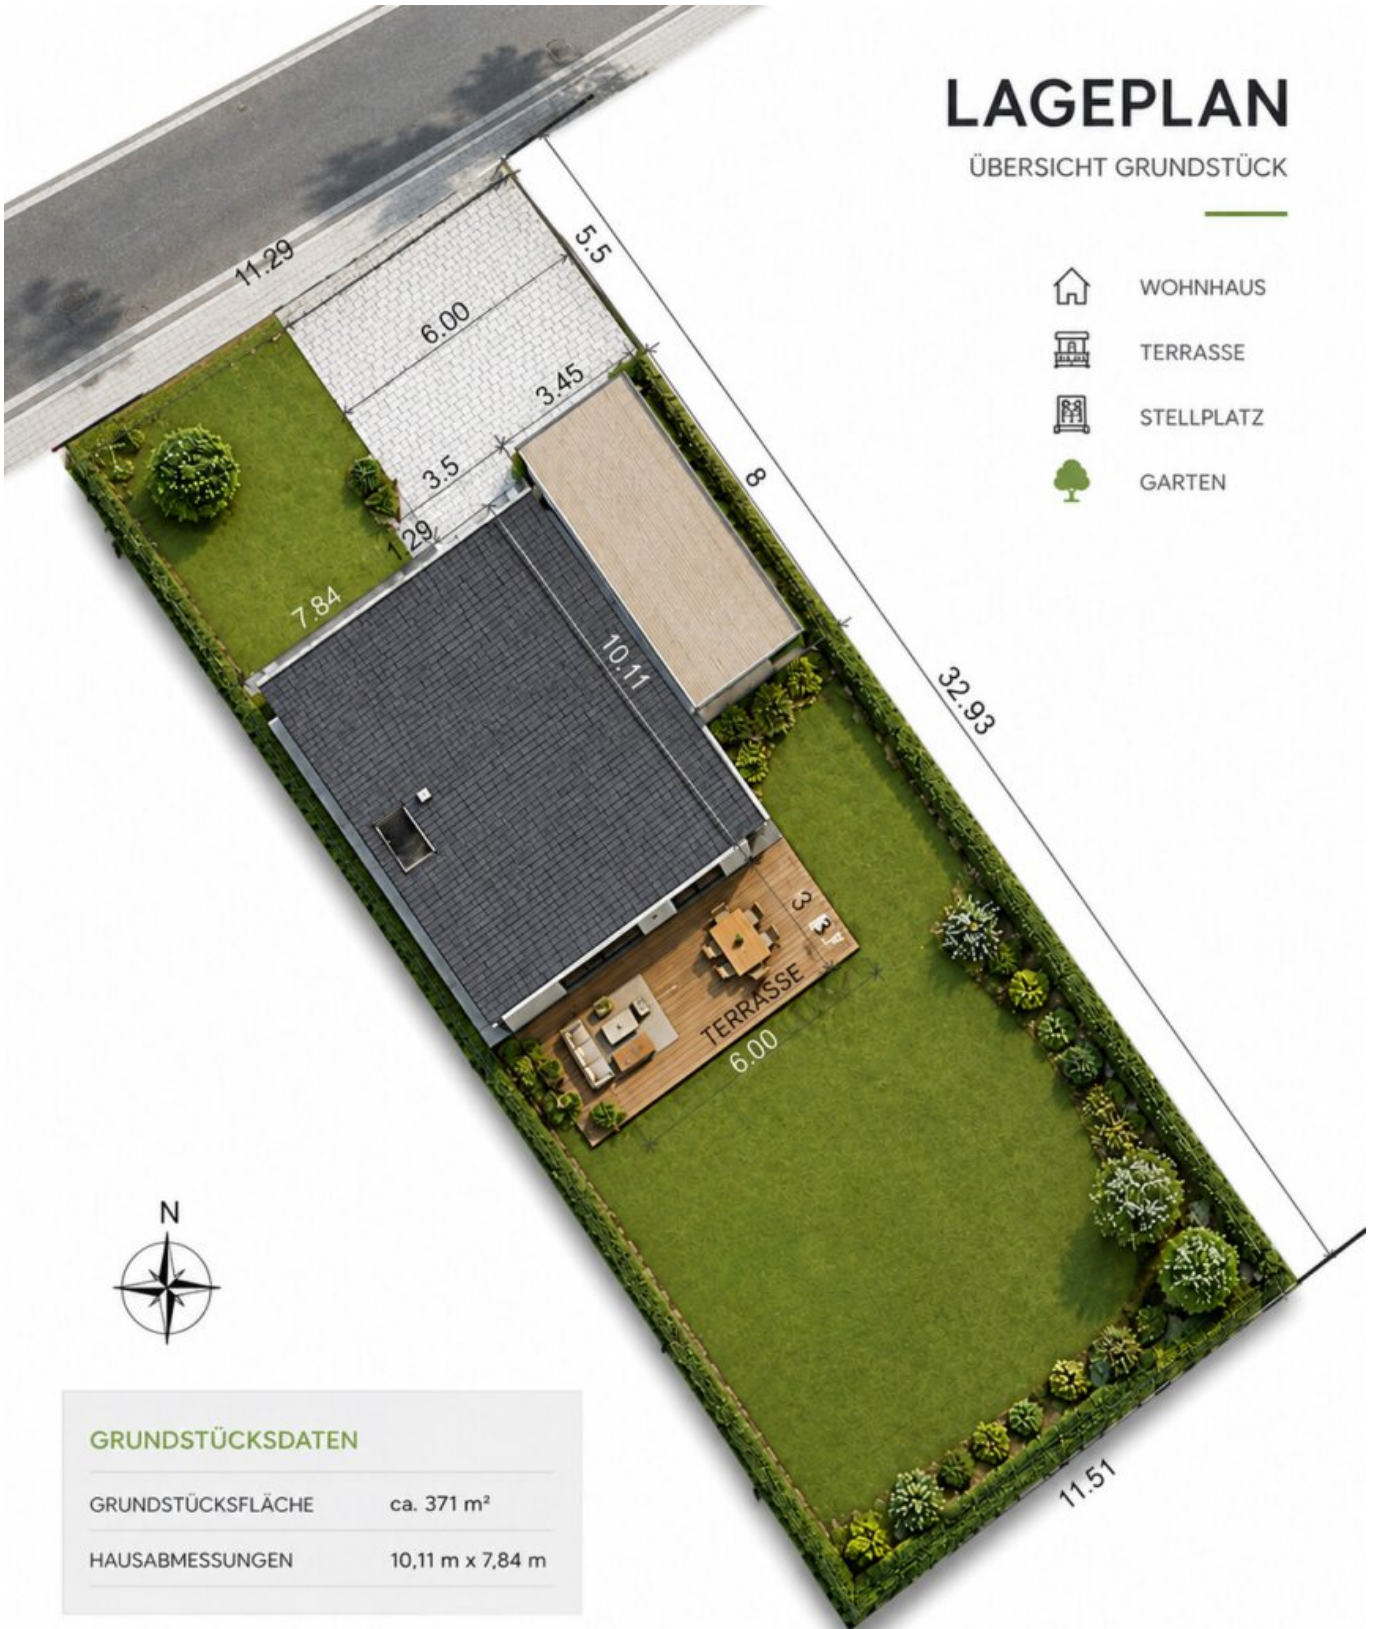 LAGEPLAN
ÜBERSICHT GRUNDSTÜCK
WOHNHAUS
TERRASSE
STELLPLATZ
GARTEN
11.29
5.5
6.00
3.45
3.5
8
1.29
7.84
10.11
32.93
3
3
TERRASSE
6.00
11.51
N
GRUNDSTÜCKSDATEN
GRUNDSTÜCKSFLÄCHE ca. 371 m²
HAUSABMESSUNGEN 10,11 m x 7,84 m